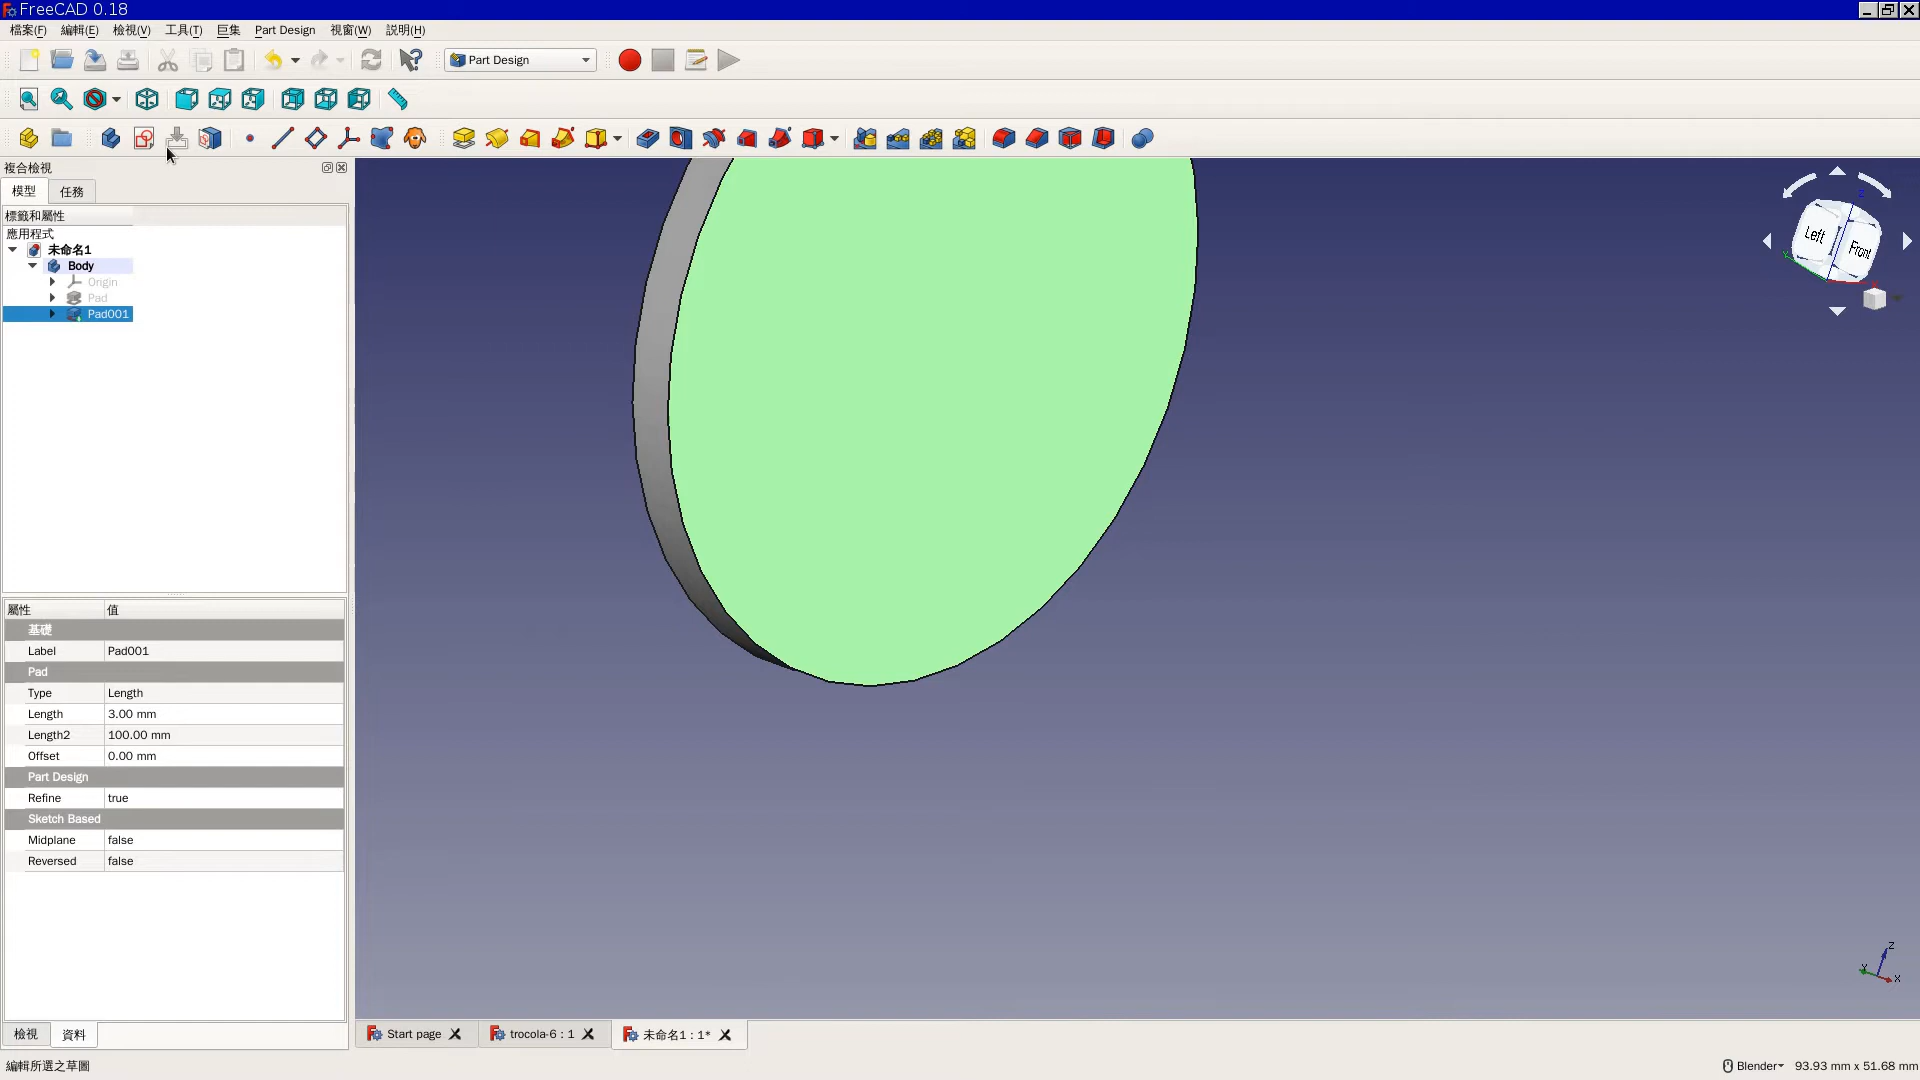 FreeCAD 0.18
檔案(F) 編輯(E) 檢視(V) 工具(T) 巨集 Part Design 視窗(W) 説明(H)
Part Design
複合檢視
模型 任務
標籤和屬性
應用程式
未命名1
Body
Origin
Pad
Pad001
屬性 值
基礎
Label Pad001
Pad
Type Length
Length 3.00 mm
Length2 100.00 mm
Offset 0.00 mm
Part Design
Refine true
Sketch Based
Midplane false
Reversed false
檢視 資料
Z
Left Front
Y
Z
Y X
Start page trocola-6 : 1 未命名1 : 1*
編輯所選之草圖 Blender 93.93 mm x 51.68 mm